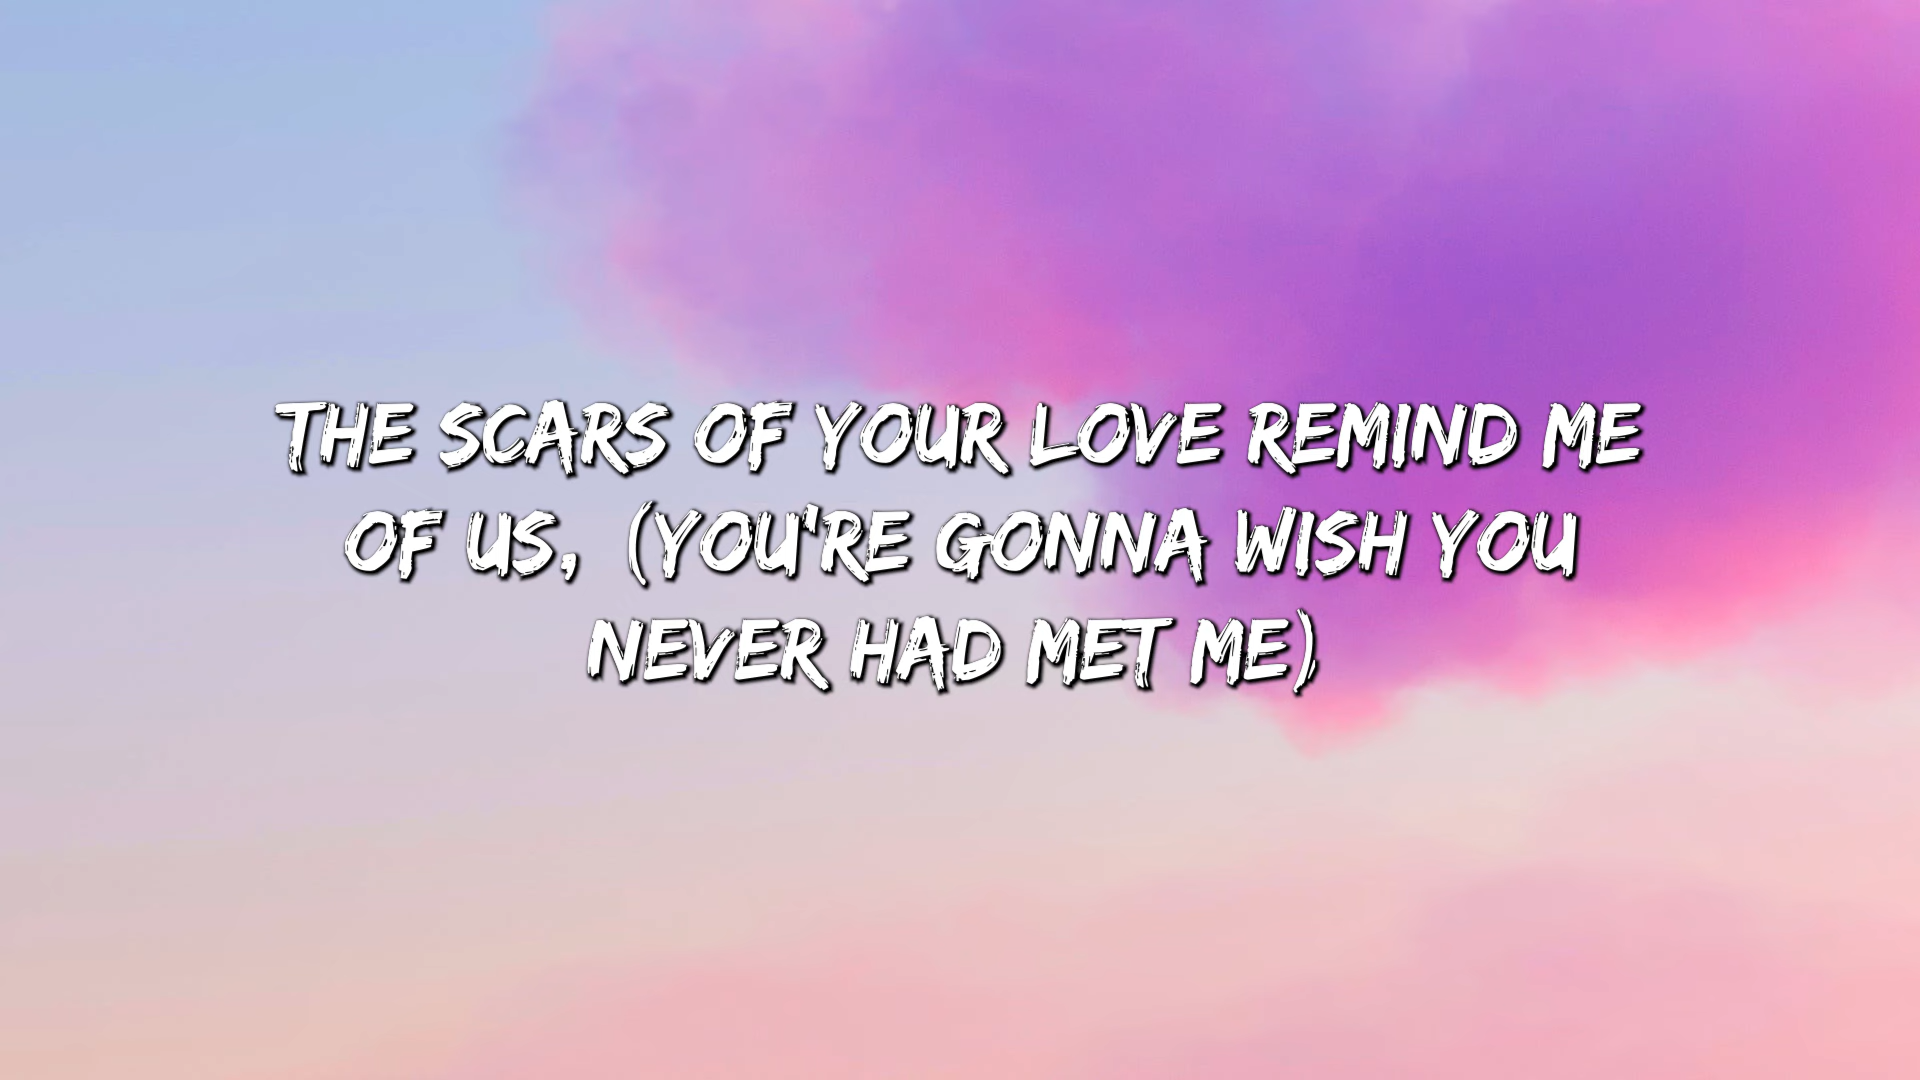 THE SCARS OF YOUR LOVE REMIND ME
OF US, (YOU'RE GONNA WISH YOU
NEVER HAD MET ME)